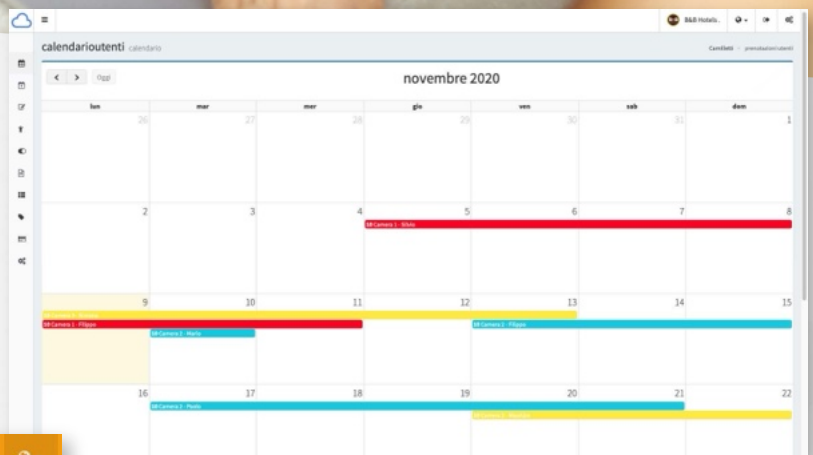 B&B Hotels..
calendarioutenti calendario
prenotazioni utenti
Oggi
novembre 2020
lun mar mer gio ven sab dom
26 27 28 29 30 31 1
2 3 4 5 6 7 8
Camera 1 - Silvio
9 10 11 12 13 14 15
Camera 1 - Filippo Camera 2 - Filippo
Camera 2 - Mario
16 17 18 19 20 21 22
Camera 2 - Paolo